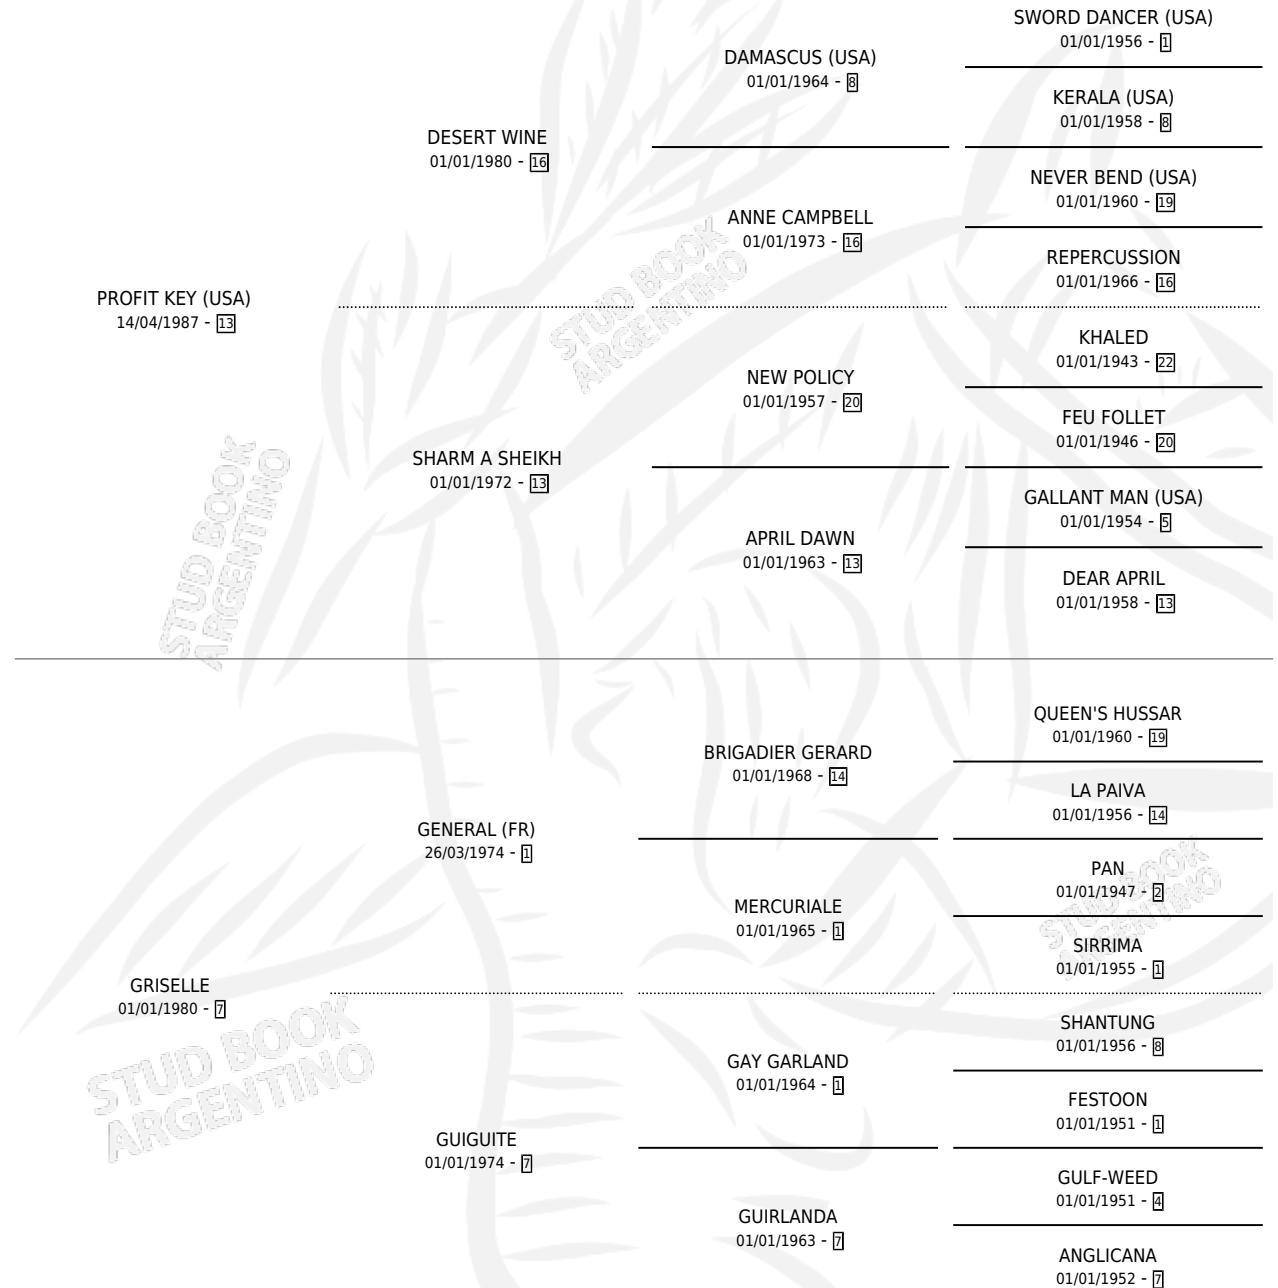 SWORD DANCER (USA)
01/01/1956 - 1
DAMASCUS (USA)
01/01/1964 - 8
KERALA (USA)
01/01/1958 - 8
DESERT WINE
01/01/1980 - 16
NEVER BEND (USA)
01/01/1960 - 19
ANNE CAMPBELL
01/01/1973 - 16
REPERCUSSION
01/01/1966 - 16
PROFIT KEY (USA)
14/04/1987 - 13
KHALED
01/01/1943 - 22
NEW POLICY
01/01/1957 - 20
FEU FOLLET
01/01/1946 - 20
SHARM A SHEIKH
01/01/1972 - 13
GALLANT MAN (USA)
01/01/1954 - 5
APRIL DAWN
01/01/1963 - 13
DEAR APRIL
01/01/1958 - 13
QUEEN'S HUSSAR
01/01/1960 - 19
BRIGADIER GERARD
01/01/1968 - 14
LA PAIVA
01/01/1956 - 14
GENERAL (FR)
26/03/1974 - 1
PAN
01/01/1947 - 2
MERCURIALE
01/01/1965 - 1
SIRRIMA
01/01/1955 - 1
GRISELLE
01/01/1980 - 7
SHANTUNG
01/01/1956 - 8
GAY GARLAND
01/01/1964 - 1
FESTOON
01/01/1951 - 1
GUIGUITE
01/01/1974 - 7
GULF-WEED
01/01/1951 - 4
GUIRLANDA
01/01/1963 - 7
ANGLICANA
01/01/1952 - 7
STUD BOOK
ARGENTINO
STUD BOOK
ARGENTINO
STUD BOOK
ARGENTINO
STUD BOOK
ARGENTINO